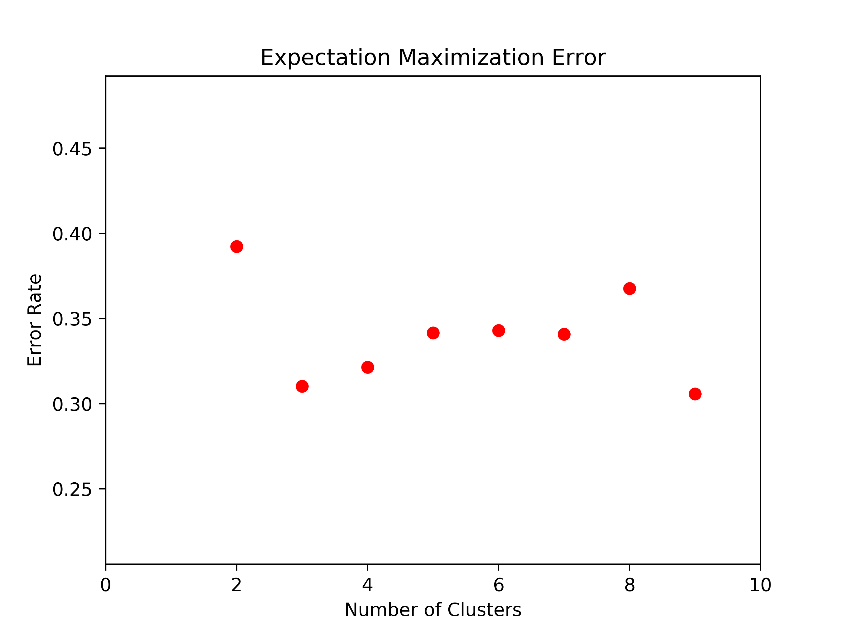 Expectation Maximization Error
0.45
0.40
0.35
0.30
0.25
Error Rate
0 2 4 6 8 10
Number of Clusters